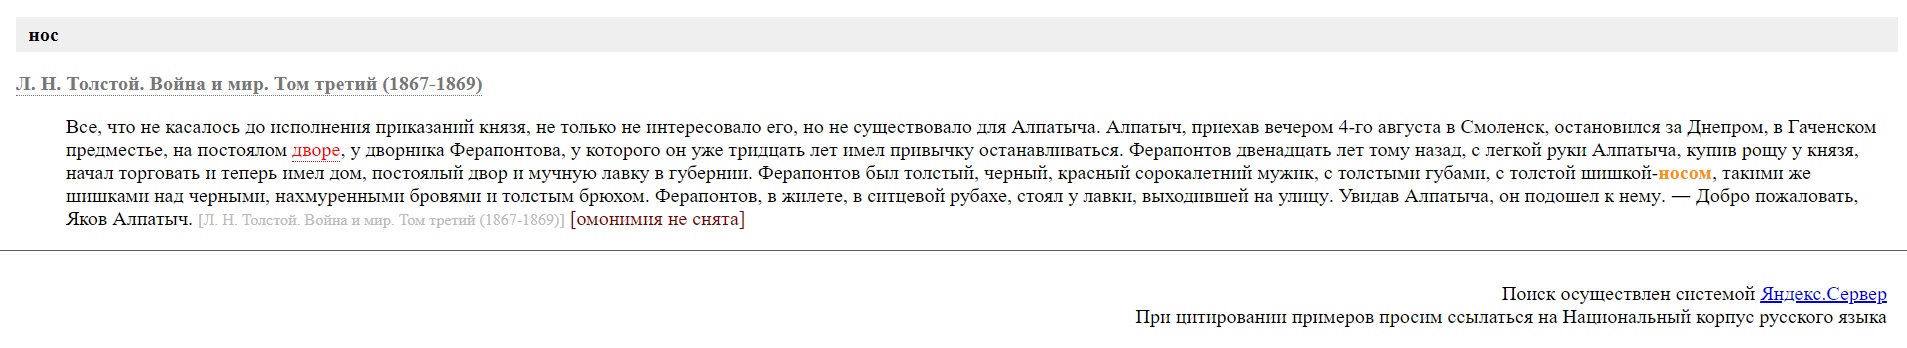 нос
Л. Н. Толстой. Война и мир. Том третий (1867-1869)
Все, что не касалось до исполнения приказаний князя, не только не интересовало его, но не существовало для Алпатыча. Алпатыч, приехав вечером 4-го августа в Смоленск, остановился за Днепром, в Гаченском
предместье, на постоялом дворе, у дворника Ферапонтова, у которого он уже тридцать лет имел привычку останавливаться. Ферапонтов двенадцать лет тому назад, с легкой руки Алпатыча, купив рощу у князя,
начал торговать и теперь имел дом, постоялый двор и мучную лавку в губернии. Ферапонтов был толстый, черный, красный сорокалетний мужик, с толстыми губами, с толстой шишкой-носом, такими же
шишками над черными, нахмуренными бровями и толстым брюхом. Ферапонтов, в жилете, в ситцевой рубахе, стоял у лавки, выходившей на улицу. Увидав Алпатыча, он подошел к нему. — Добро пожаловать,
Яков Алпатыч. [Л. Н. Толстой. Война и мир. Том третий (1867-1869)] [омонимия не снята]
Поиск осуществлен системой Яндекс.Сервер
При цитировании примеров просим ссылаться на Национальный корпус русского языка